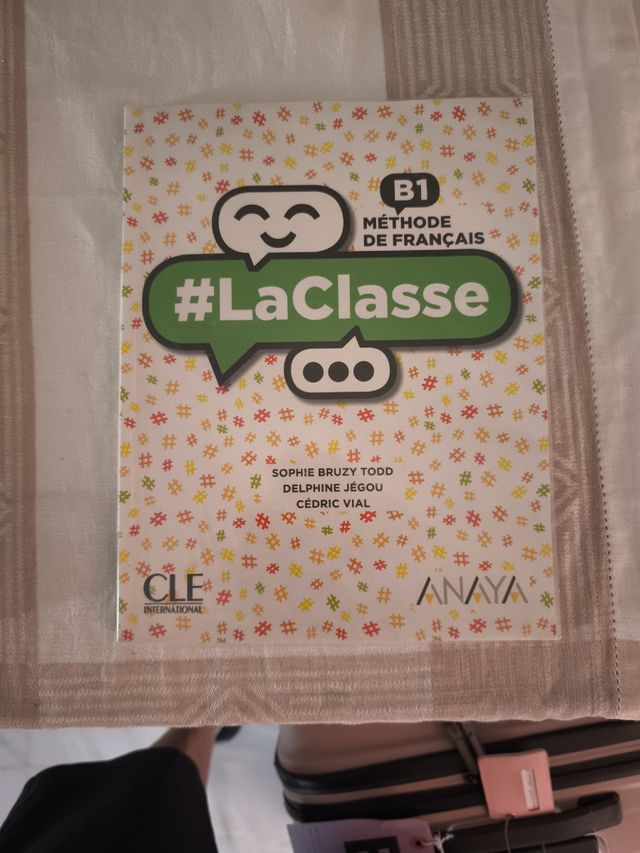 B1
MÉTHODE
DE FRANÇAIS
#LaClasse
SOPHIE BRUZY TODD
DELPHINE JÉGOU
CÉDRIC VIAL
CLE
INTERNATIONAL
ANAYA